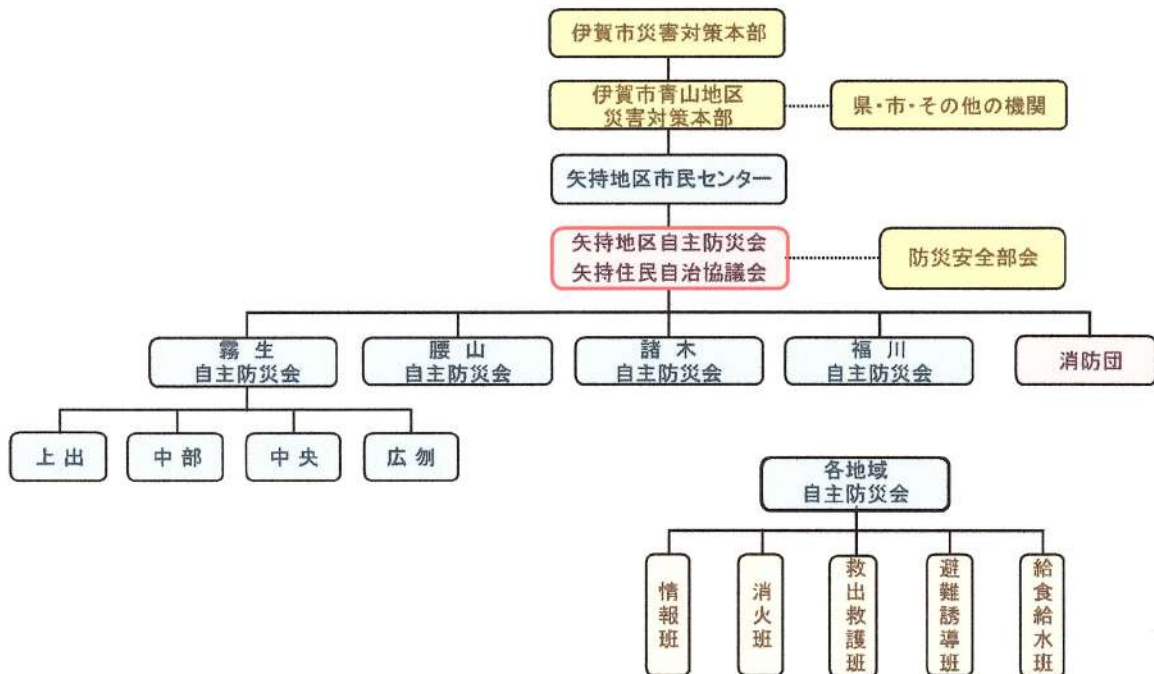 伊賀市災害対策本部
伊賀市青山地区
災害対策本部
県・市・その他の機関
矢持地区市民センター
矢持地区自主防災会
矢持住民自治協議会
防災安全部会
霧生
自主防災会
腰山
自主防災会
諸木
自主防災会
福川
自主防災会
消防団
上出
中部
中央
広刎
各地域
自主防災会
情報班
消火班
救出救護班
避難誘導班
給食給水班